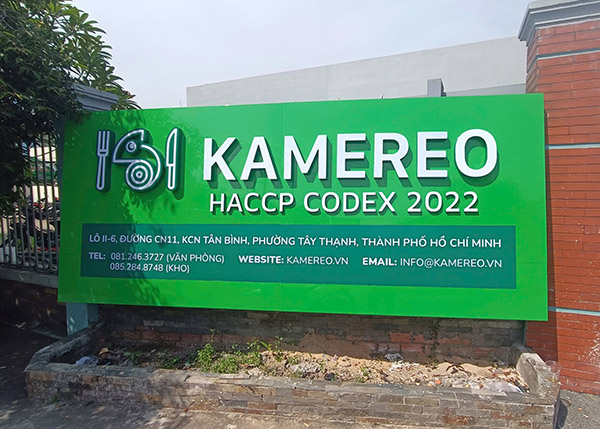 KAMEREO
HACCP CODEX 2022
LÔ II-6, ĐƯỜNG CN11, KCN TÂN BÌNH, PHƯỜNG TÂY THẠNH, THÀNH PHỐ HỒ CHÍ MINH
TEL: 081.246.3727 (VĂN PHÒNG) WEBSITE: KAMEREO.VN EMAIL: INFO@KAMEREO.VN
085.284.8748 (KHO)